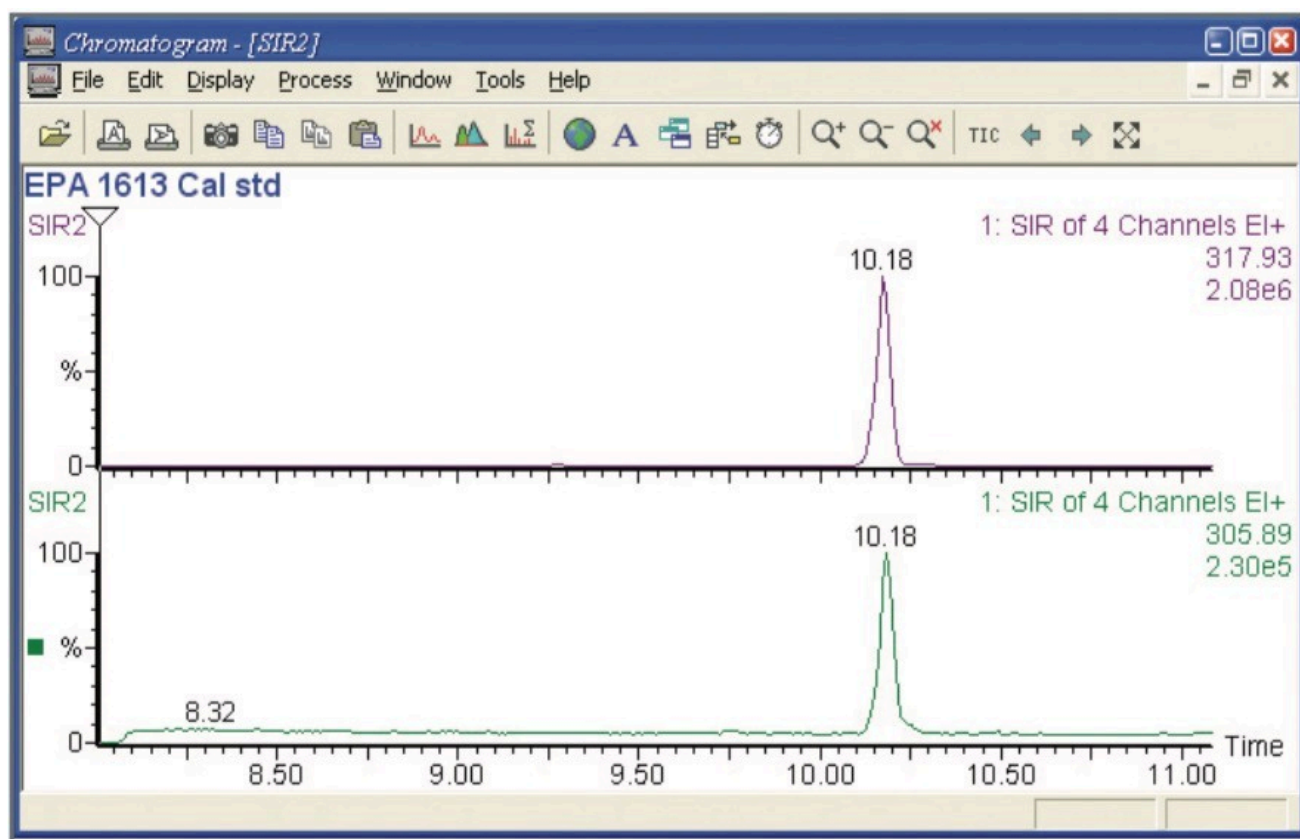 Chromatogram - [SIR2]
File Edit Display Process Window Tools Help
A A TIC
EPA 1613 Cal std
SIR2 1: SIR of 4 Channels EI+
317.93
2.08e6
10.18
100
%
0
SIR2 1: SIR of 4 Channels EI+
305.89
2.30e5
10.18
100
%
8.32
0
Time
8.50 9.00 9.50 10.00 10.50 11.00